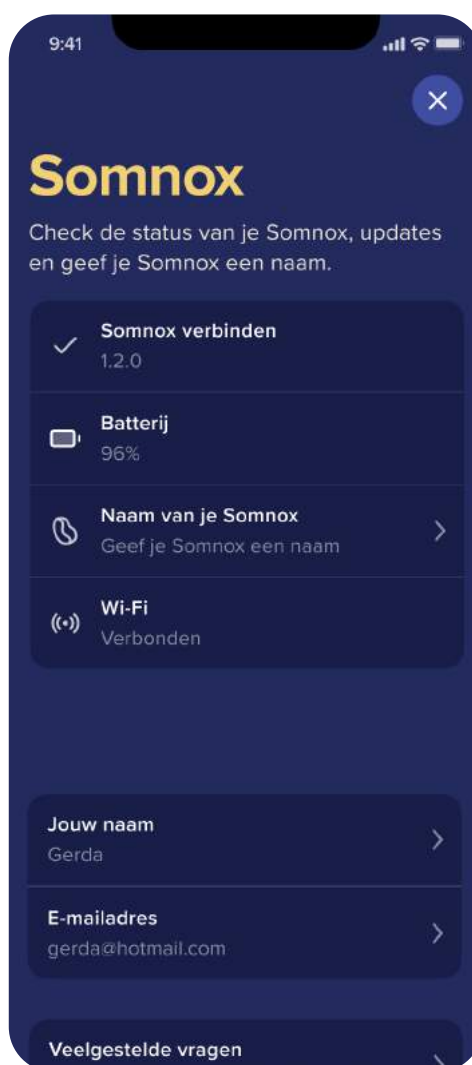 9:41
Somnox
Check de status van je Somnox, updates
en geef je Somnox een naam.
Somnox verbinden
1.2.0
Batterij
96%
Naam van je Somnox
Geef je Somnox een naam
Wi-Fi
Verbonden
Jouw naam
Gerda
E-mailadres
gerda@hotmail.com
Veelgestelde vragen